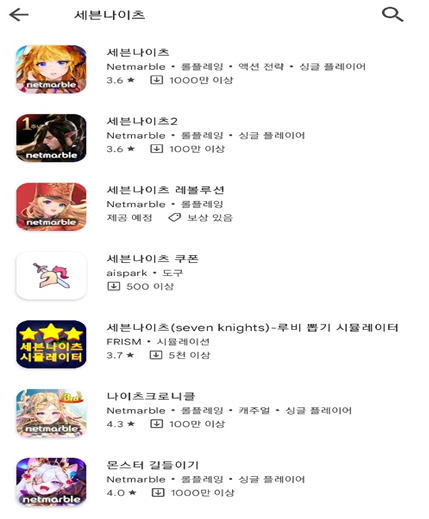 세븐나이츠
세븐나이츠
Netmarble • 롤플레잉 • 액션 전략 • 싱글 플레이어
3.6 ★ 1000만 이상
netmarble
세븐나이츠2
Netmarble • 롤플레잉 • 싱글 플레이어
3.6 ★ 100만 이상
netmarble
세븐나이츠 레볼루션
Netmarble • 롤플레잉
제공 예정 보상 있음
netmarble
세븐나이츠 쿠폰
aispark • 도구
500 이상
세븐나이츠(seven knights)-루비 뽑기 시뮬레이터
FRISM • 시뮬레이션
3.7 ★ 5천 이상
세븐나이츠
시뮬레이터
나이츠크로니클
Netmarble • 롤플레잉 • 캐주얼 • 싱글 플레이어
4.3 ★ 100만 이상
netmarble
몬스터 길들이기
Netmarble • 롤플레잉 • 싱글 플레이어
4.0 ★ 1000만 이상
netmarble